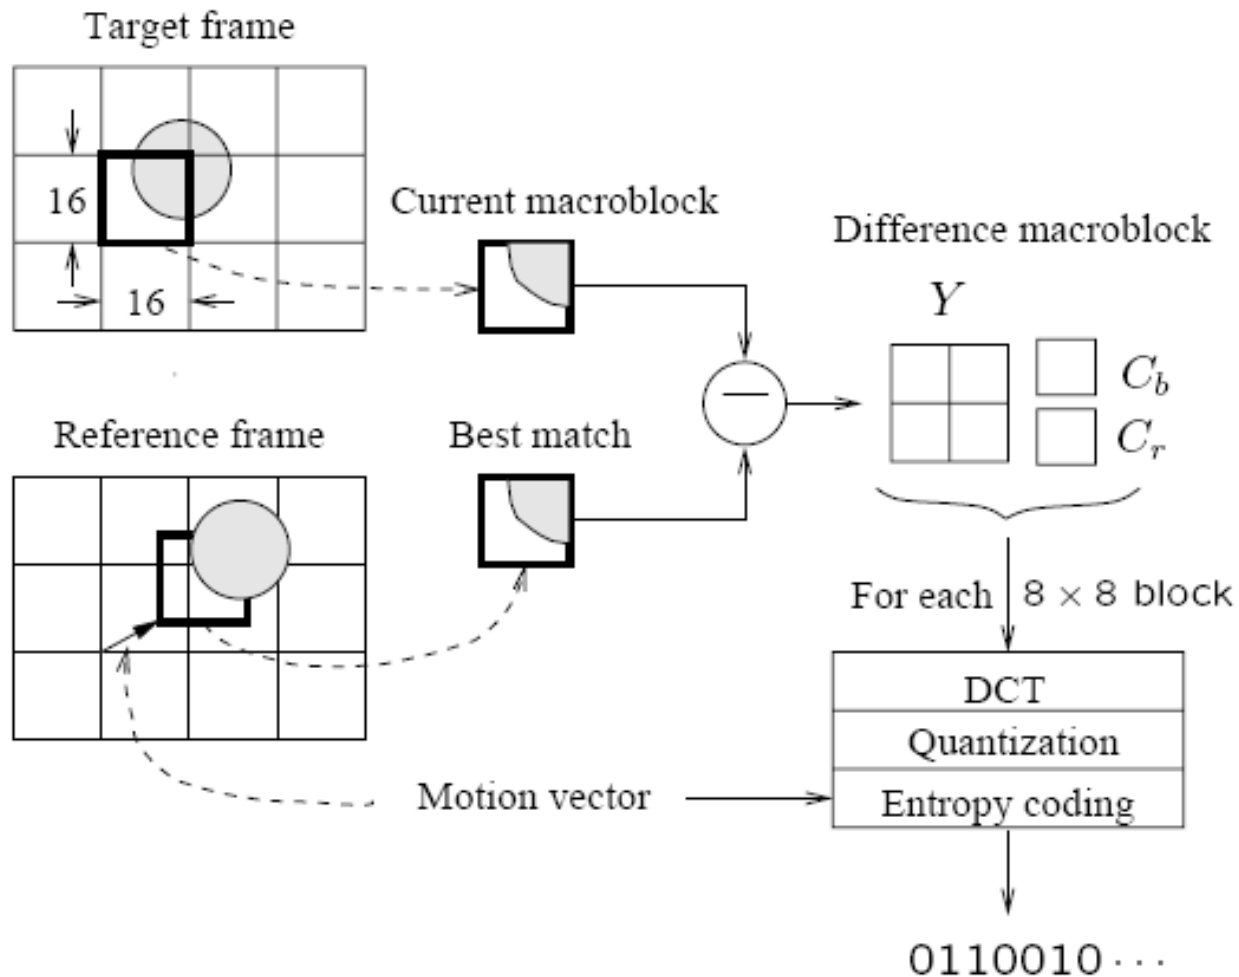 Target frame
16
16
Current macroblock
Difference macroblock
Y
C_b
C_r
Reference frame
Best match
For each 8 × 8 block
DCT
Quantization
Motion vector
Entropy coding
0110010 ···